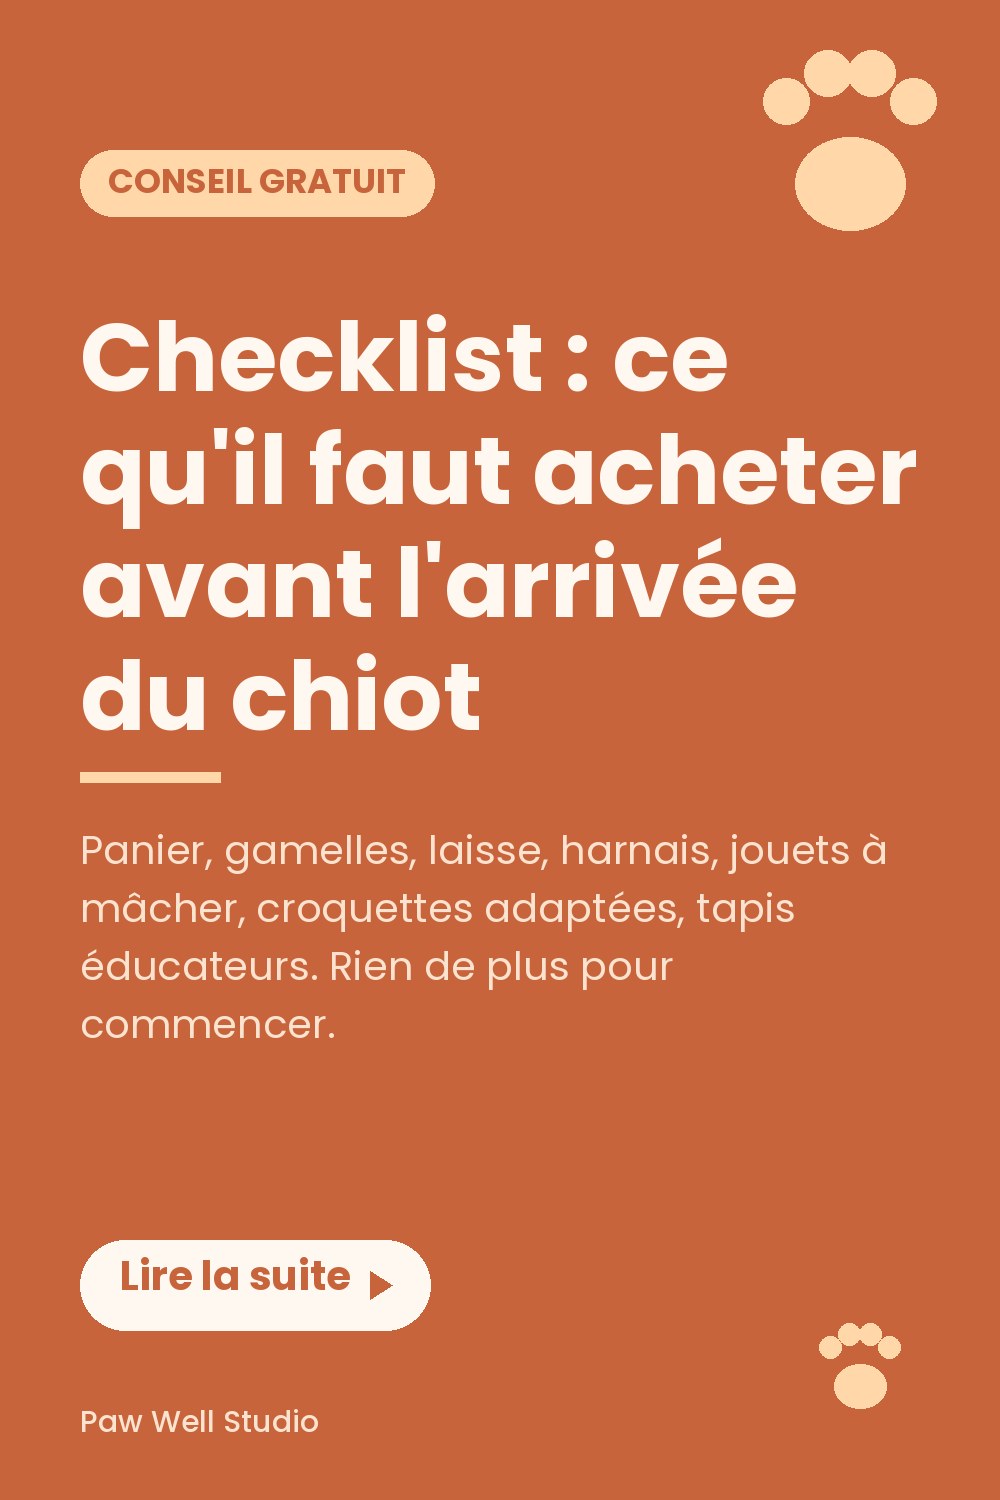 CONSEIL GRATUIT
Checklist : ce
qu'il faut acheter
avant l'arrivée
du chiot
Panier, gamelles, laisse, harnais, jouets à
mâcher, croquettes adaptées, tapis
éducateurs. Rien de plus pour
commencer.
Lire la suite
Paw Well Studio